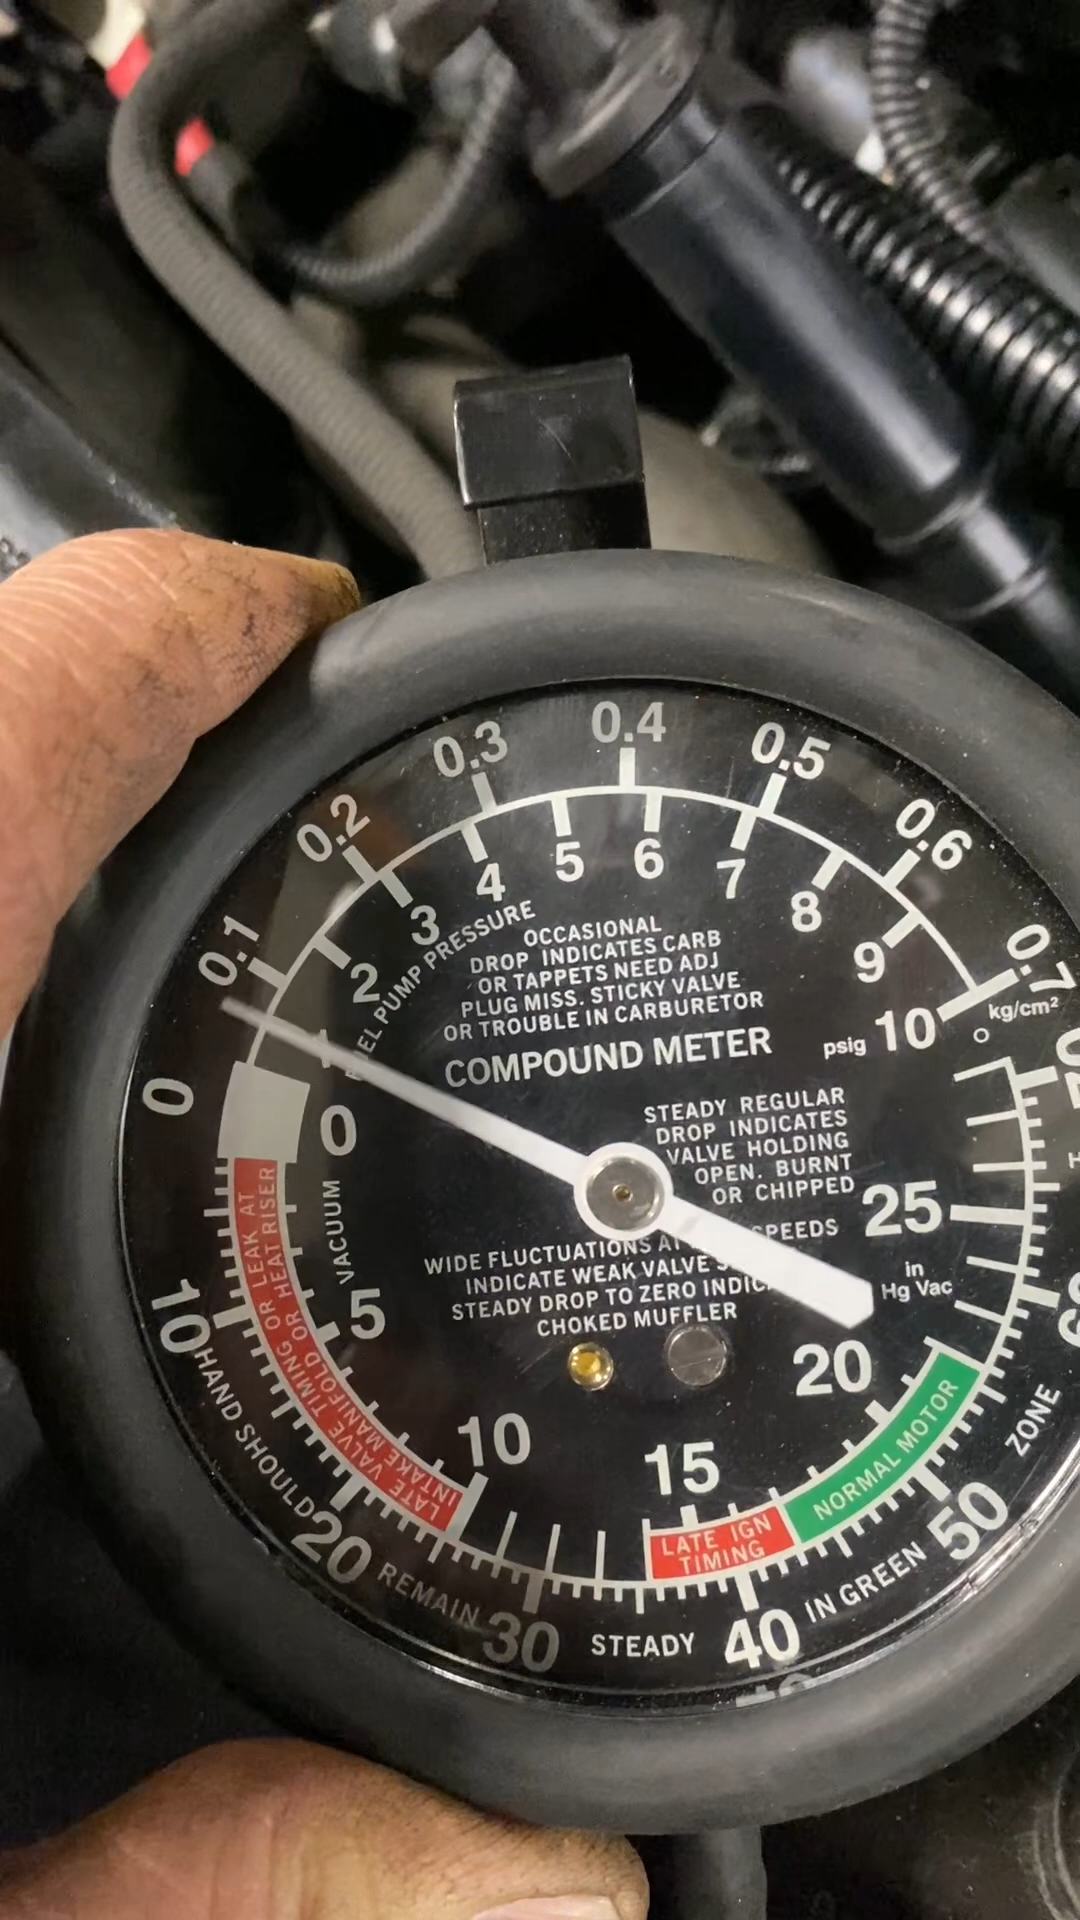 0.1
0.2
0.3
0.4
0.5
0.6
0.7
kg/cm²
0
2
3
4
5
6
7
8
9
10
psig
FUEL PUMP PRESSURE
OCCASIONAL
DROP INDICATES CARB
OR TAPPETS NEED ADJ
PLUG MISS. STICKY VALVE
OR TROUBLE IN CARBURETOR
COMPOUND METER
STEADY REGULAR
DROP INDICATES
VALVE HOLDING
OPEN. BURNT
OR CHIPPED
WIDE FLUCTUATIONS SPEEDS
INDICATE WEAK VALVE
STEADY DROP TO ZERO
CHOKED MUFFLER
0
VACUUM
5
10
15
20
25
in
Hg Vac
LATE VALVE TIMING OR LEAK AT
INTAKE MANIFOLD OR HEAT RISER
LATE IGN
TIMING
NORMAL MOTOR
0
10
20
30
40
50
HAND SHOULD REMAIN STEADY IN GREEN ZONE